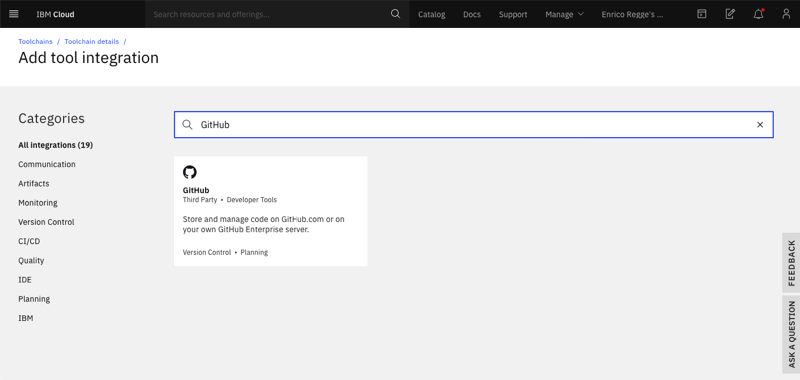 IBM Cloud
Search resources and offerings...
Catalog
Docs
Support
Manage
Enrico Regge's ...
Toolchains / Toolchain details /
Add tool integration
Categories
All integrations (19)
Communication
Artifacts
Monitoring
Version Control
CI/CD
Quality
IDE
Planning
IBM
GitHub
GitHub
Third Party • Developer Tools
Store and manage code on GitHub.com or on
your own GitHub Enterprise server.
Version Control • Planning
FEEDBACK
ASK A QUESTION